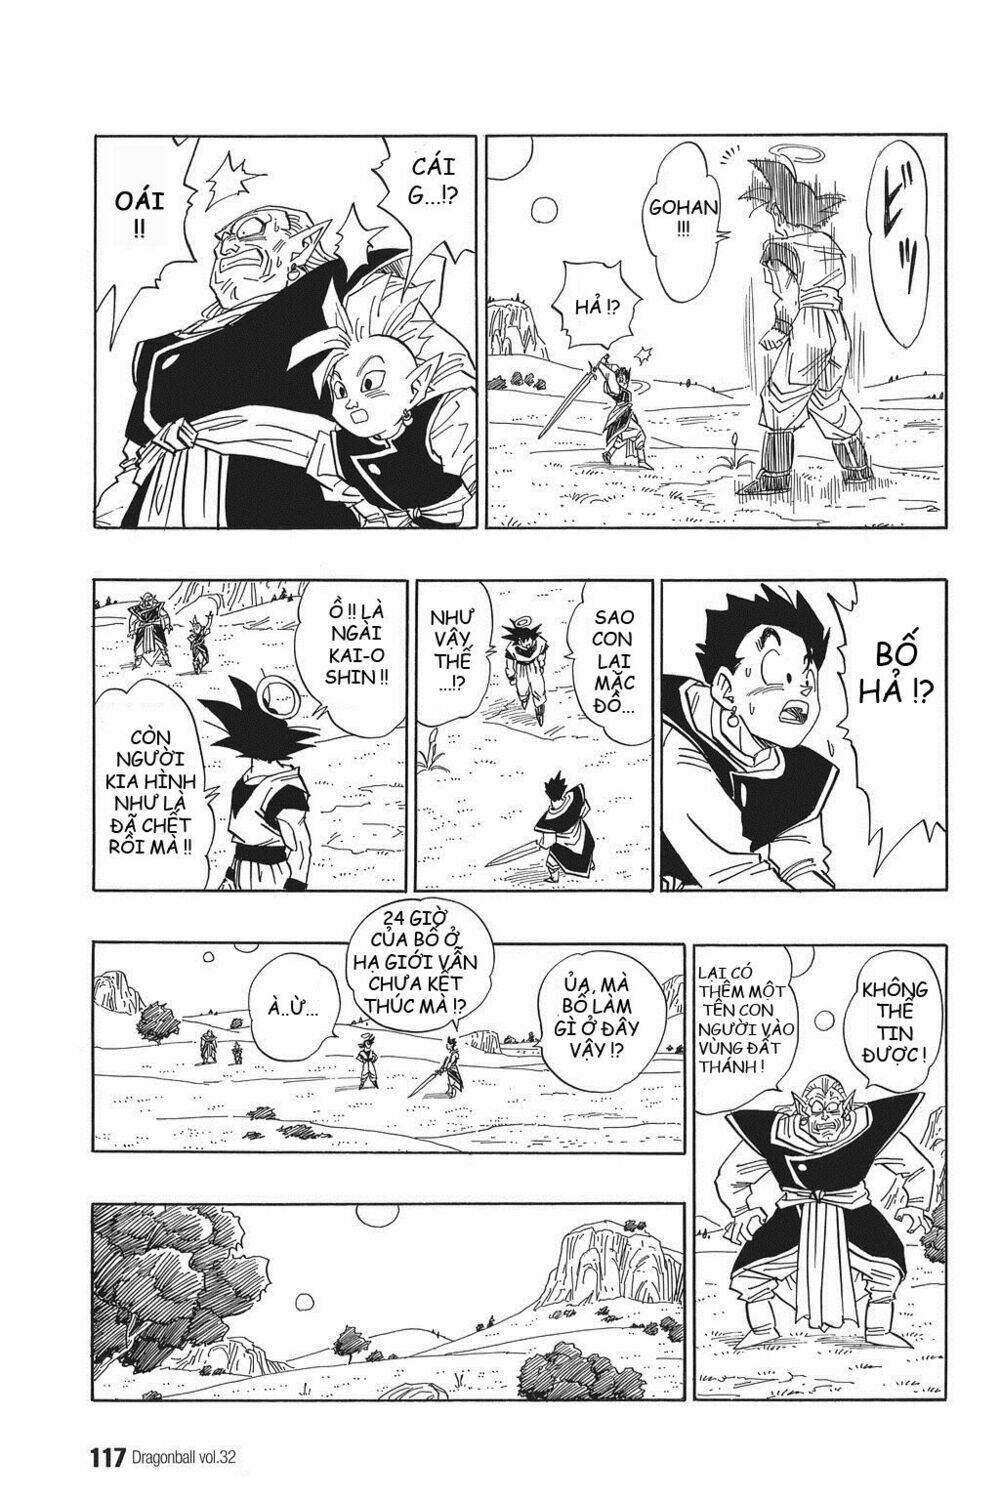 ビッ
GOHAN
!!!
HẢ !?
CÁI
G...!?
OÁI
!!
BỐ
HẢ !?
SAO
CON
LẠI
MẶC
ĐỒ...
NHƯ
VẬY THẾ
...!?
Ồ !! LÀ
NGÀI
KAI-O
SHIN !!
CÒN
NGƯỜI
KIA HÌNH
NHƯ LÀ
ĐÃ CHẾT
RỒI MÀ !!
KHÔNG
THỂ
TIN
ĐƯỢC !
LẠI CÓ
THÊM MỘT
TÊN CON
NGƯỜI VÀO
VÙNG ĐẤT
THÁNH !
ỦA, MÀ
BỐ LÀM
GÌ Ở ĐÂY
VẬY !?
24 GIỜ
CỦA BỐ Ở
HẠ GIỚI VẪN
CHƯA KẾT
THÚC MÀ !?
À..Ừ...
117 Dragonball vol.32